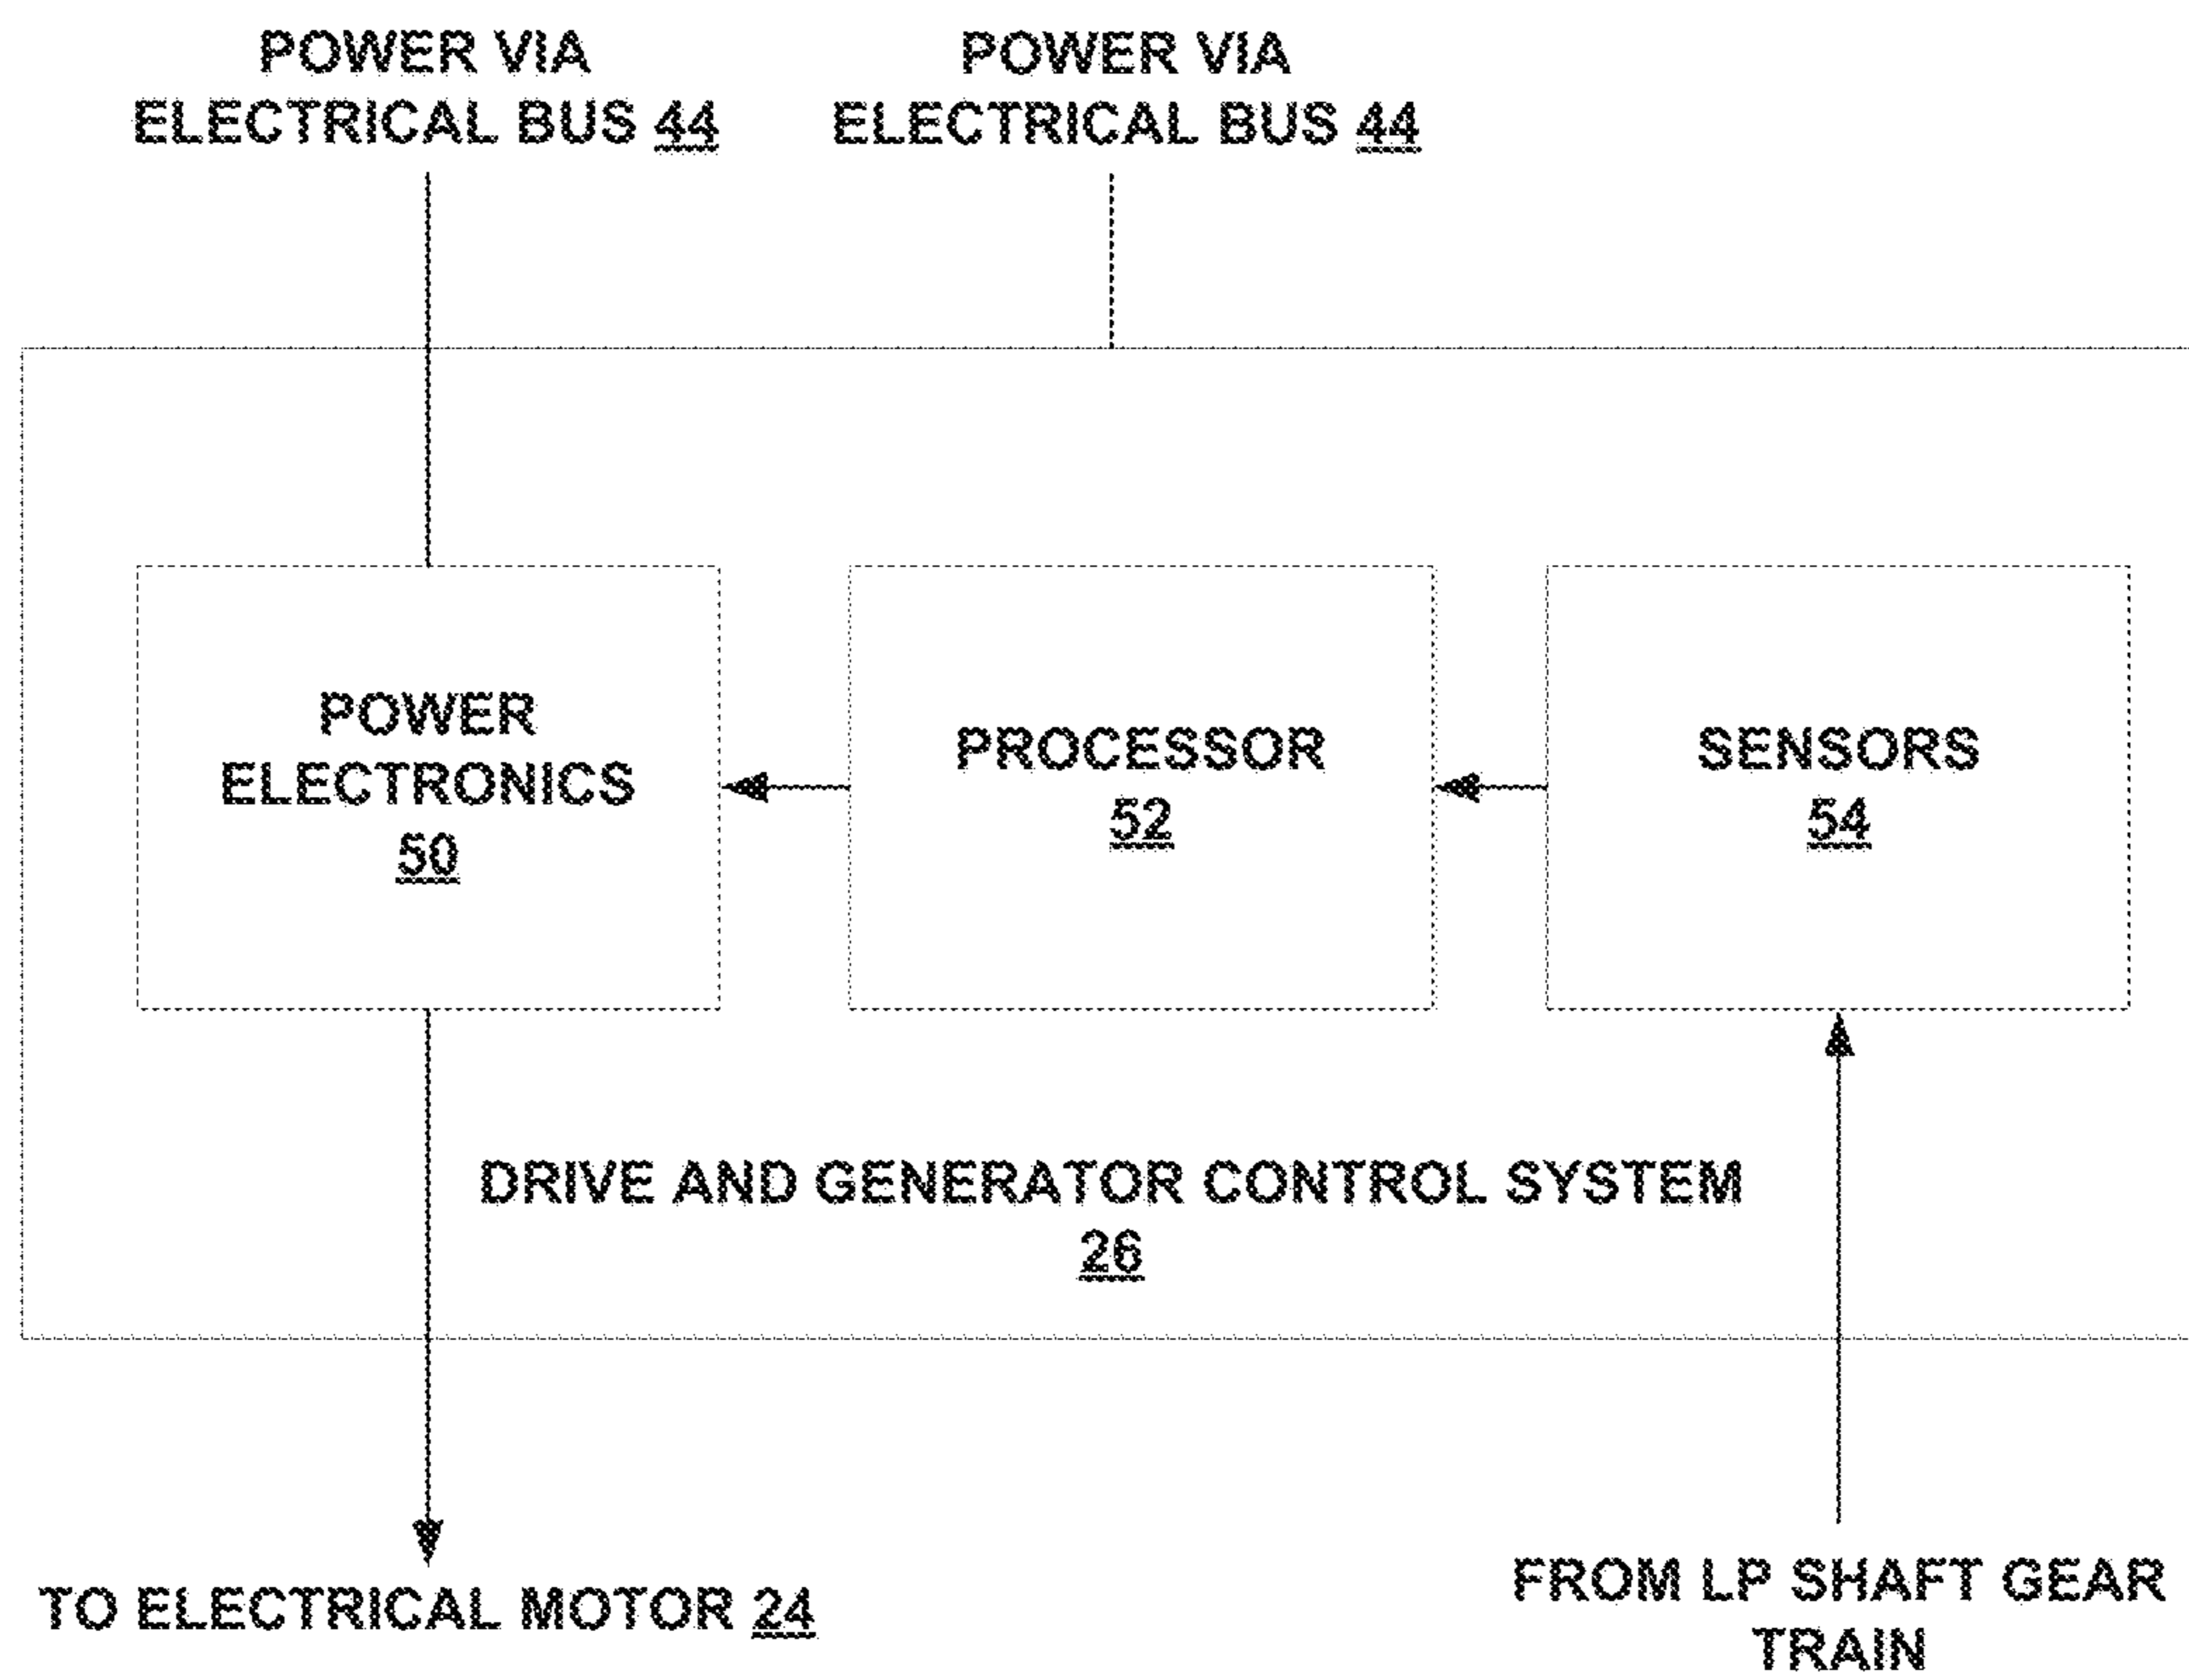 POWER VIA
ELECTRICAL BUS 44
POWER VIA
ELECTRICAL BUS 44
POWER
ELECTRONICS
50
PROCESSOR
52
SENSORS
54
DRIVE AND GENERATOR CONTROL SYSTEM
26
TO ELECTRICAL MOTOR 24
FROM LP SHAFT GEAR
TRAIN